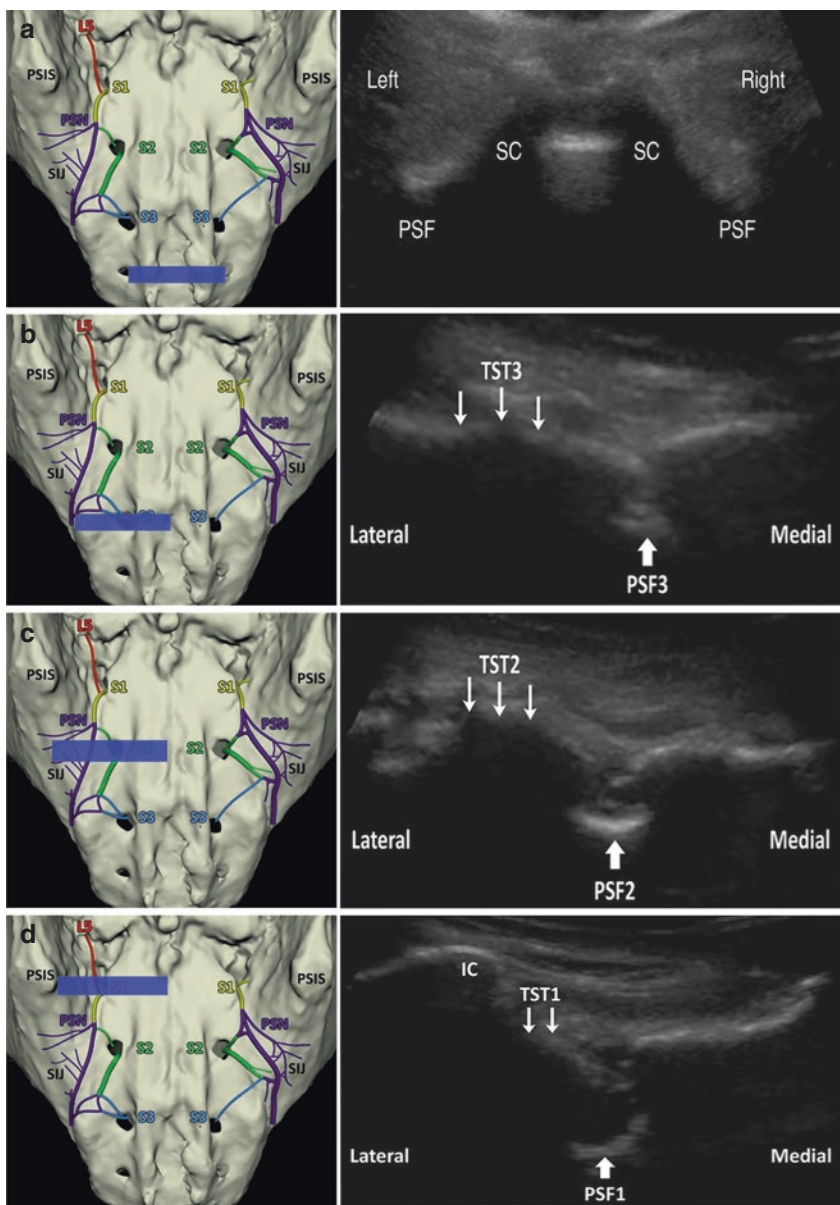 a
L5
PSIS S1 S1 PSIS
PSN PSN
S2 S2
SIJ SIJ
S3 S3
Left Right
SC SC
PSF PSF
b
L5
PSIS S1 S1 PSIS
PSN PSN
S2 S2
SIJ SIJ
S3
TST3
Lateral Medial
PSF3
c
L5
PSIS S1 S1 PSIS
PSN PSN
S2
SIJ SIJ
S3 S3
TST2
Lateral Medial
PSF2
d
L5
PSIS S1 PSIS
PSN PSN
S2 S2
SIJ SIJ
S3 S3
IC
TST1
Lateral Medial
PSF1